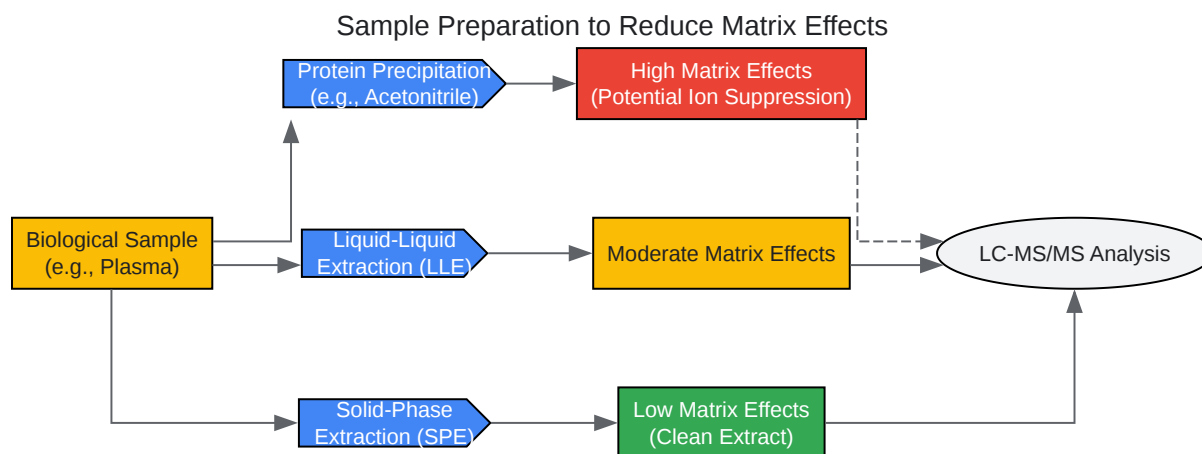 Sample Preparation to Reduce Matrix Effects
Protein Precipitation
(e.g., Acetonitrile)
High Matrix Effects
(Potential Ion Suppression)
Biological Sample
(e.g., Plasma)
Liquid-Liquid
Extraction (LLE)
Moderate Matrix Effects
LC-MS/MS Analysis
Solid-Phase
Extraction (SPE)
Low Matrix Effects
(Clean Extract)